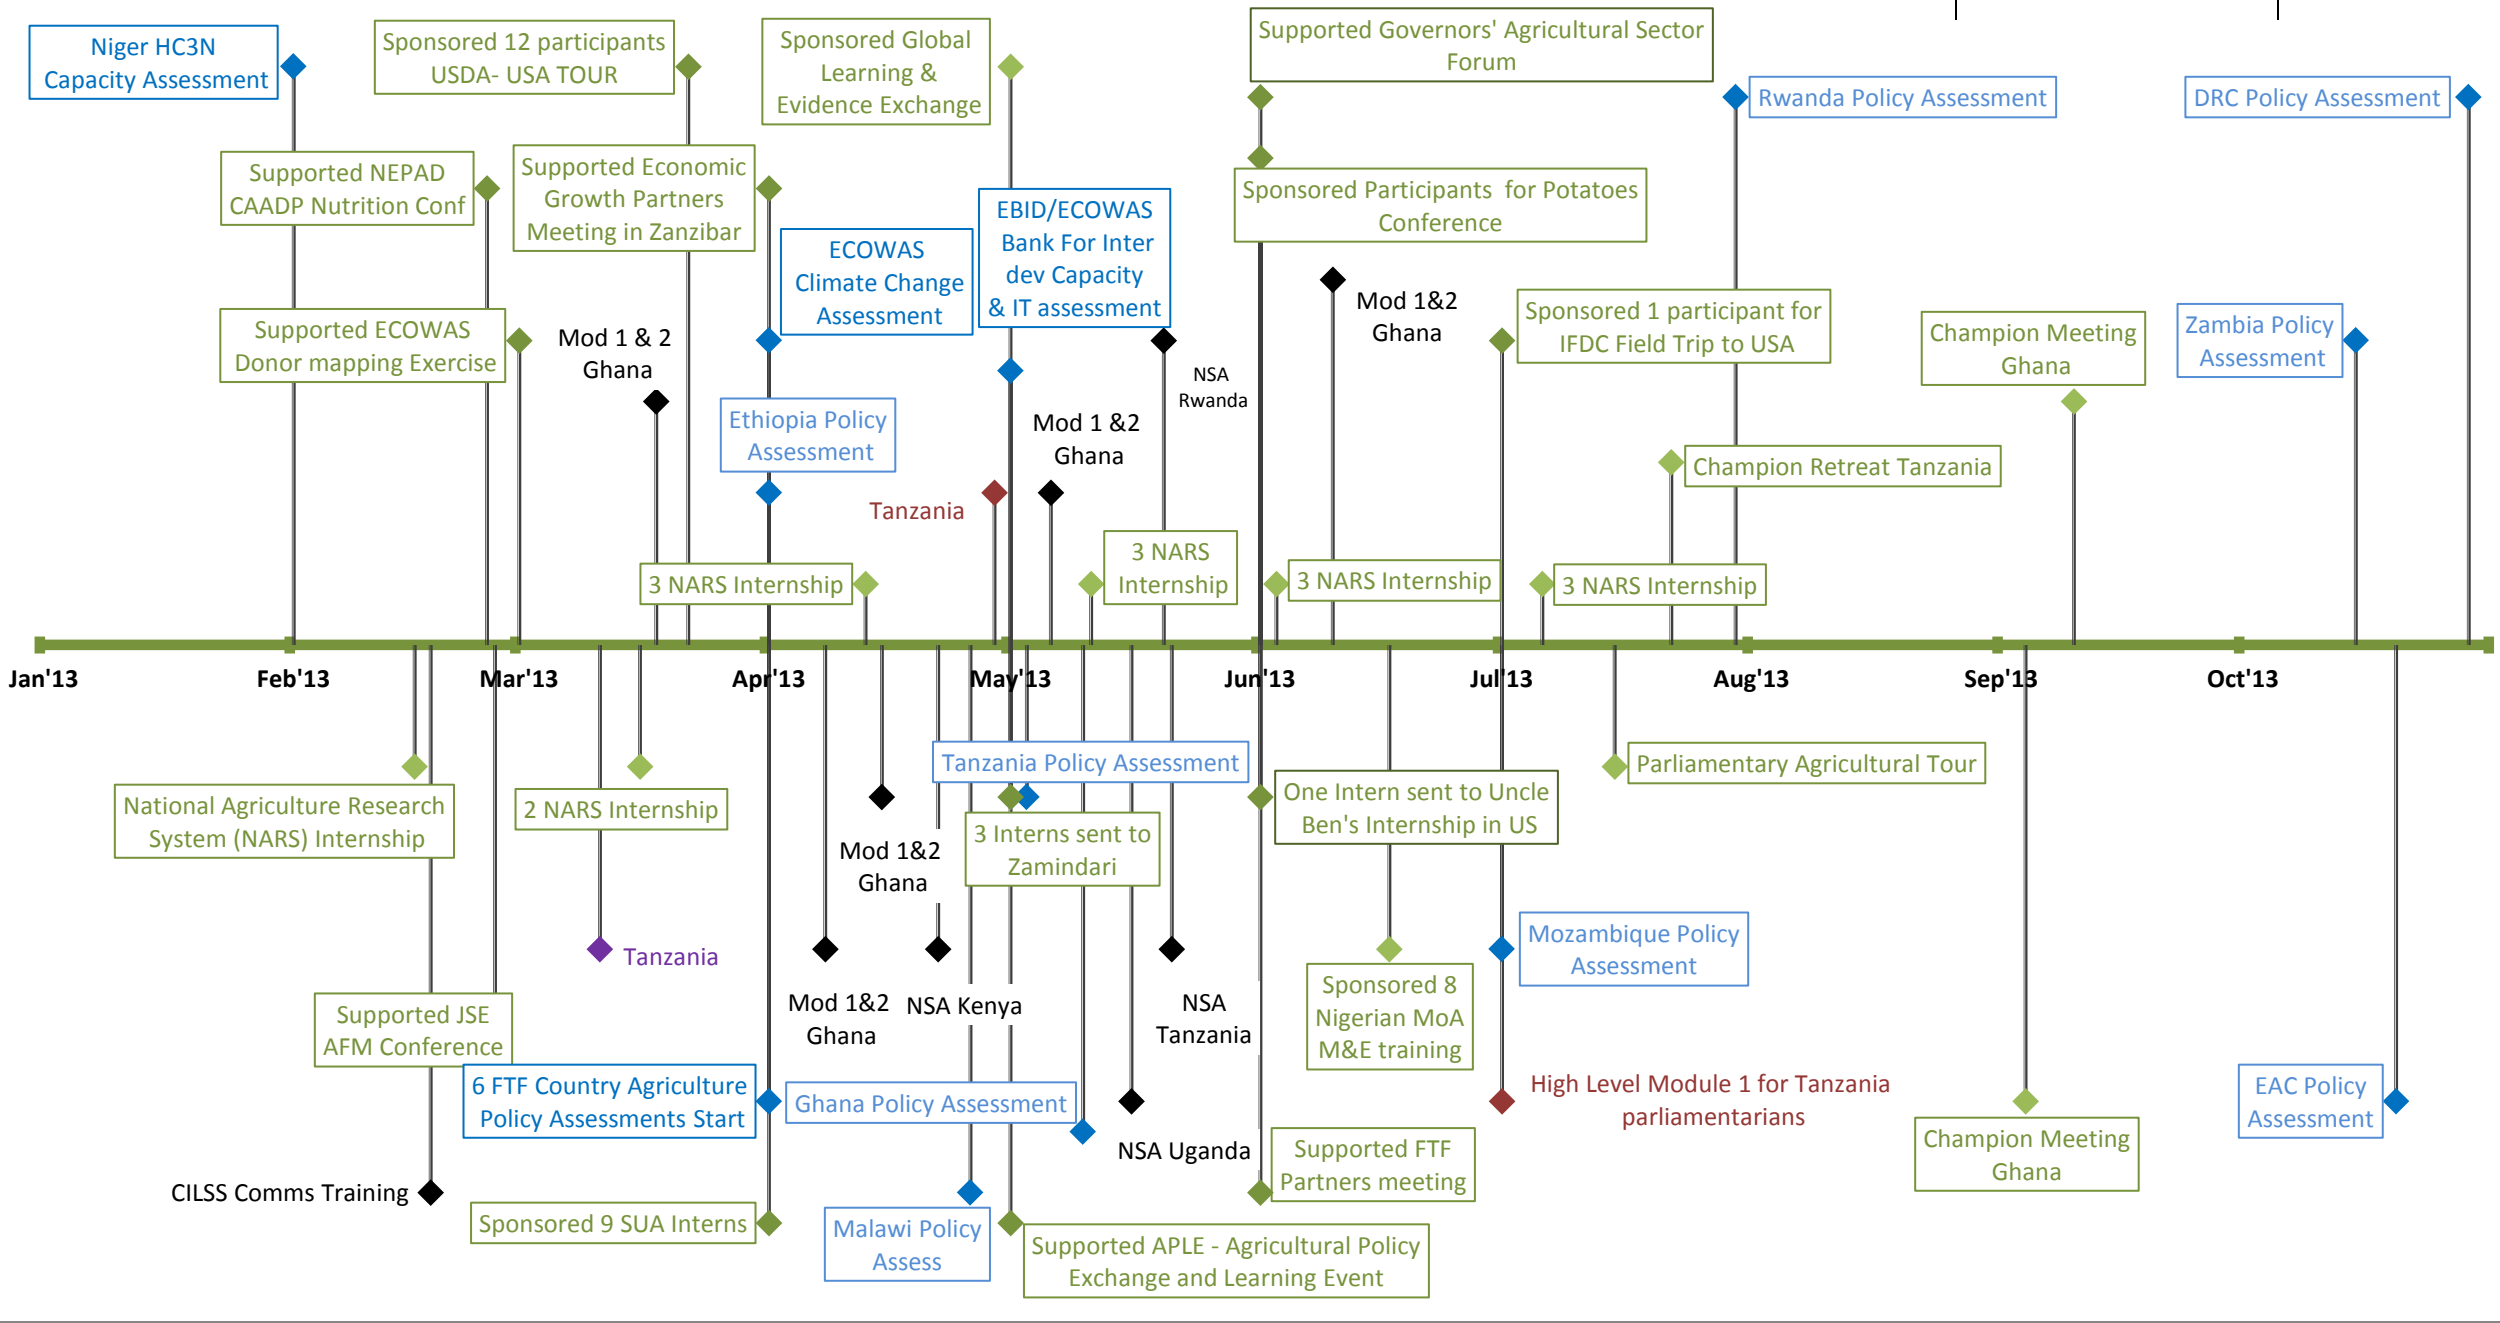 Niger HC3N
Capacity Assessment
Sponsored 12 participants
USDA- USA TOUR
Sponsored Global
Learning &
Evidence Exchange
Supported Governors' Agricultural Sector
Forum
Rwanda Policy Assessment
DRC Policy Assessment
Supported NEPAD
CAADP Nutrition Conf
Supported Economic
Growth Partners
Meeting in Zanzibar
Sponsored Participants for Potatoes
Conference
EBID/ECOWAS
Bank For Inter
dev Capacity
& IT assessment
ECOWAS
Climate Change
Assessment
Supported ECOWAS
Donor mapping Exercise
Mod 1 & 2
Ghana
Mod 1&2
Ghana
Sponsored 1 participant for
IFDC Field Trip to USA
Champion Meeting
Ghana
Zambia Policy
Assessment
NSA
Rwanda
Ethiopia Policy
Assessment
Mod 1 &2
Ghana
Champion Retreat Tanzania
Tanzania
3 NARS Internship
3 NARS
Internship
3 NARS Internship
3 NARS Internship
Jan'13
Feb'13
Mar'13
Apr'13
May'13
Jun'13
Jul'13
Aug'13
Sep'13
Oct'13
Tanzania Policy Assessment
Parliamentary Agricultural Tour
National Agriculture Research
System (NARS) Internship
2 NARS Internship
One Intern sent to Uncle
Ben's Internship in US
Mod 1&2
Ghana
3 Interns sent to
Zamindari
Tanzania
Mozambique Policy
Assessment
Mod 1&2
Ghana
NSA Kenya
NSA
Tanzania
Sponsored 8
Nigerian MoA
M&E training
Supported JSE
AFM Conference
6 FTF Country Agriculture
Policy Assessments Start
Ghana Policy Assessment
High Level Module 1 for Tanzania
parliamentarians
EAC Policy
Assessment
NSA Uganda
Supported FTF
Partners meeting
Champion Meeting
Ghana
CILSS Comms Training
Sponsored 9 SUA Interns
Malawi Policy
Assess
Supported APLE - Agricultural Policy
Exchange and Learning Event